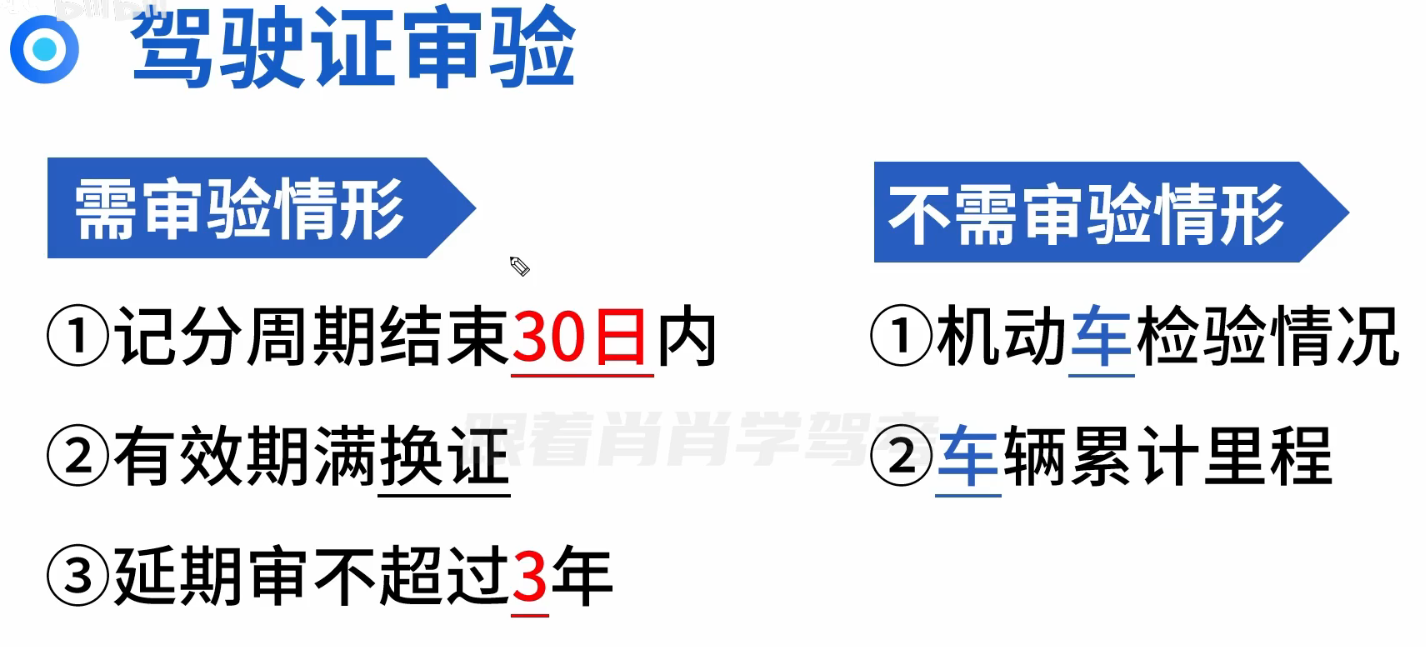 驾驶证审验
需审验情形
①记分周期结束30日内
②有效期满换证
③延期审不超过3年
不需审验情形
①机动车检验情况
②车辆累计里程
跟着肖肖学驾考